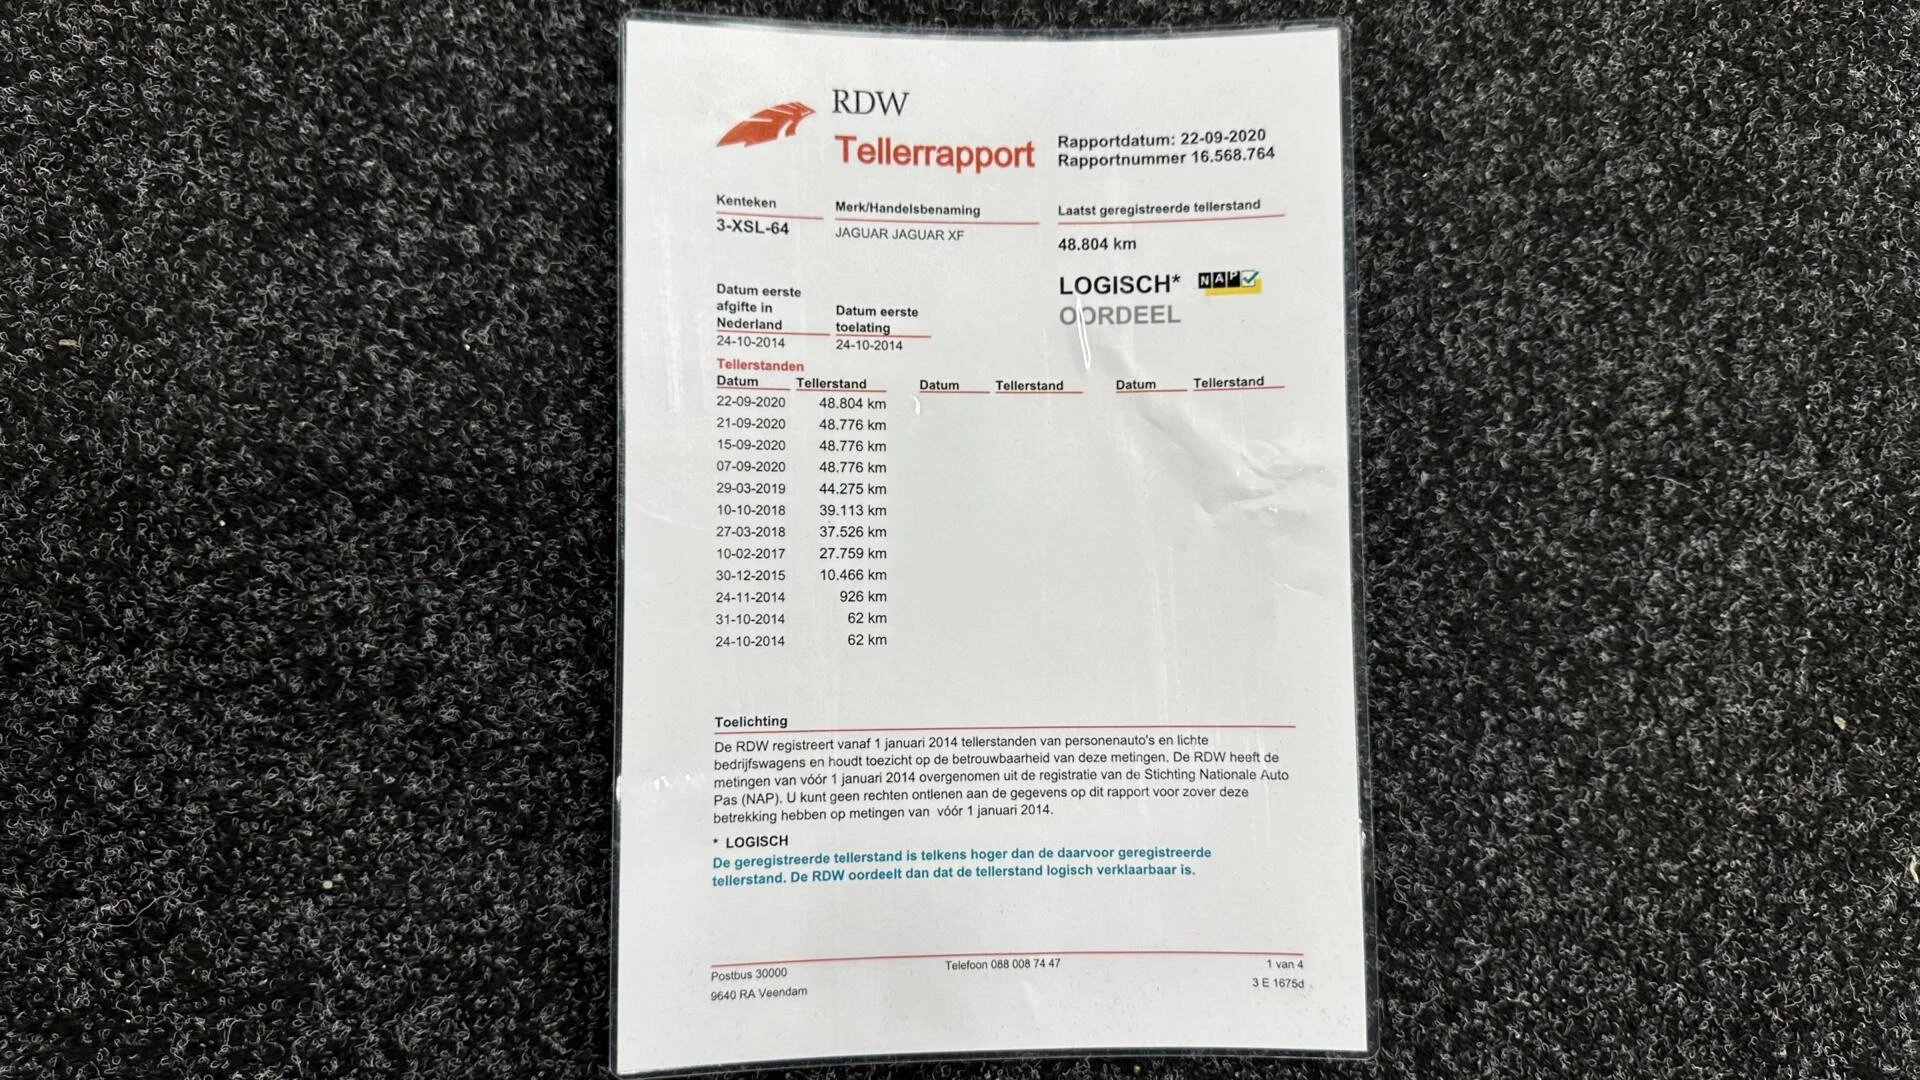 RDW
Tellerrapport
Rapportdatum: 22-09-2020
Rapportnummer 16.568.764
Kenteken
Merk/Handelsbenaming
Laatst geregistreerde tellerstand
3-XSL-64
JAGUAR JAGUAR XF
48.804 km
LOGISCH* NAP
OORDEEL
Datum eerste
afgifte in
Nederland
24-10-2014
Datum eerste
toelating
24-10-2014
Tellerstanden
Datum Tellerstand Datum Tellerstand Datum Tellerstand
22-09-2020 48.804 km
21-09-2020 48.776 km
15-09-2020 48.776 km
07-09-2020 48.776 km
29-03-2019 44.275 km
10-10-2018 39.113 km
27-03-2018 37.526 km
10-02-2017 27.759 km
30-12-2015 10.466 km
24-11-2014 926 km
31-10-2014 62 km
24-10-2014 62 km
Toelichting
De RDW registreert vanaf 1 januari 2014 tellerstanden van personenauto's en lichte
bedrijfswagens en houdt toezicht op de betrouwbaarheid van deze metingen. De RDW heeft de
metingen van vóór 1 januari 2014 overgenomen uit de registratie van de Stichting Nationale Auto
Pas (NAP). U kunt geen rechten ontlenen aan de gegevens op dit rapport voor zover deze
betrekking hebben op metingen van vóór 1 januari 2014.
* LOGISCH
De geregistreerde tellerstand is telkens hoger dan de daarvoor geregistreerde
tellerstand. De RDW oordeelt dan dat de tellerstand logisch verklaarbaar is.
Postbus 30000
9640 RA Veendam
Telefoon 088 008 74 47
1 van 4
3 E 1675d